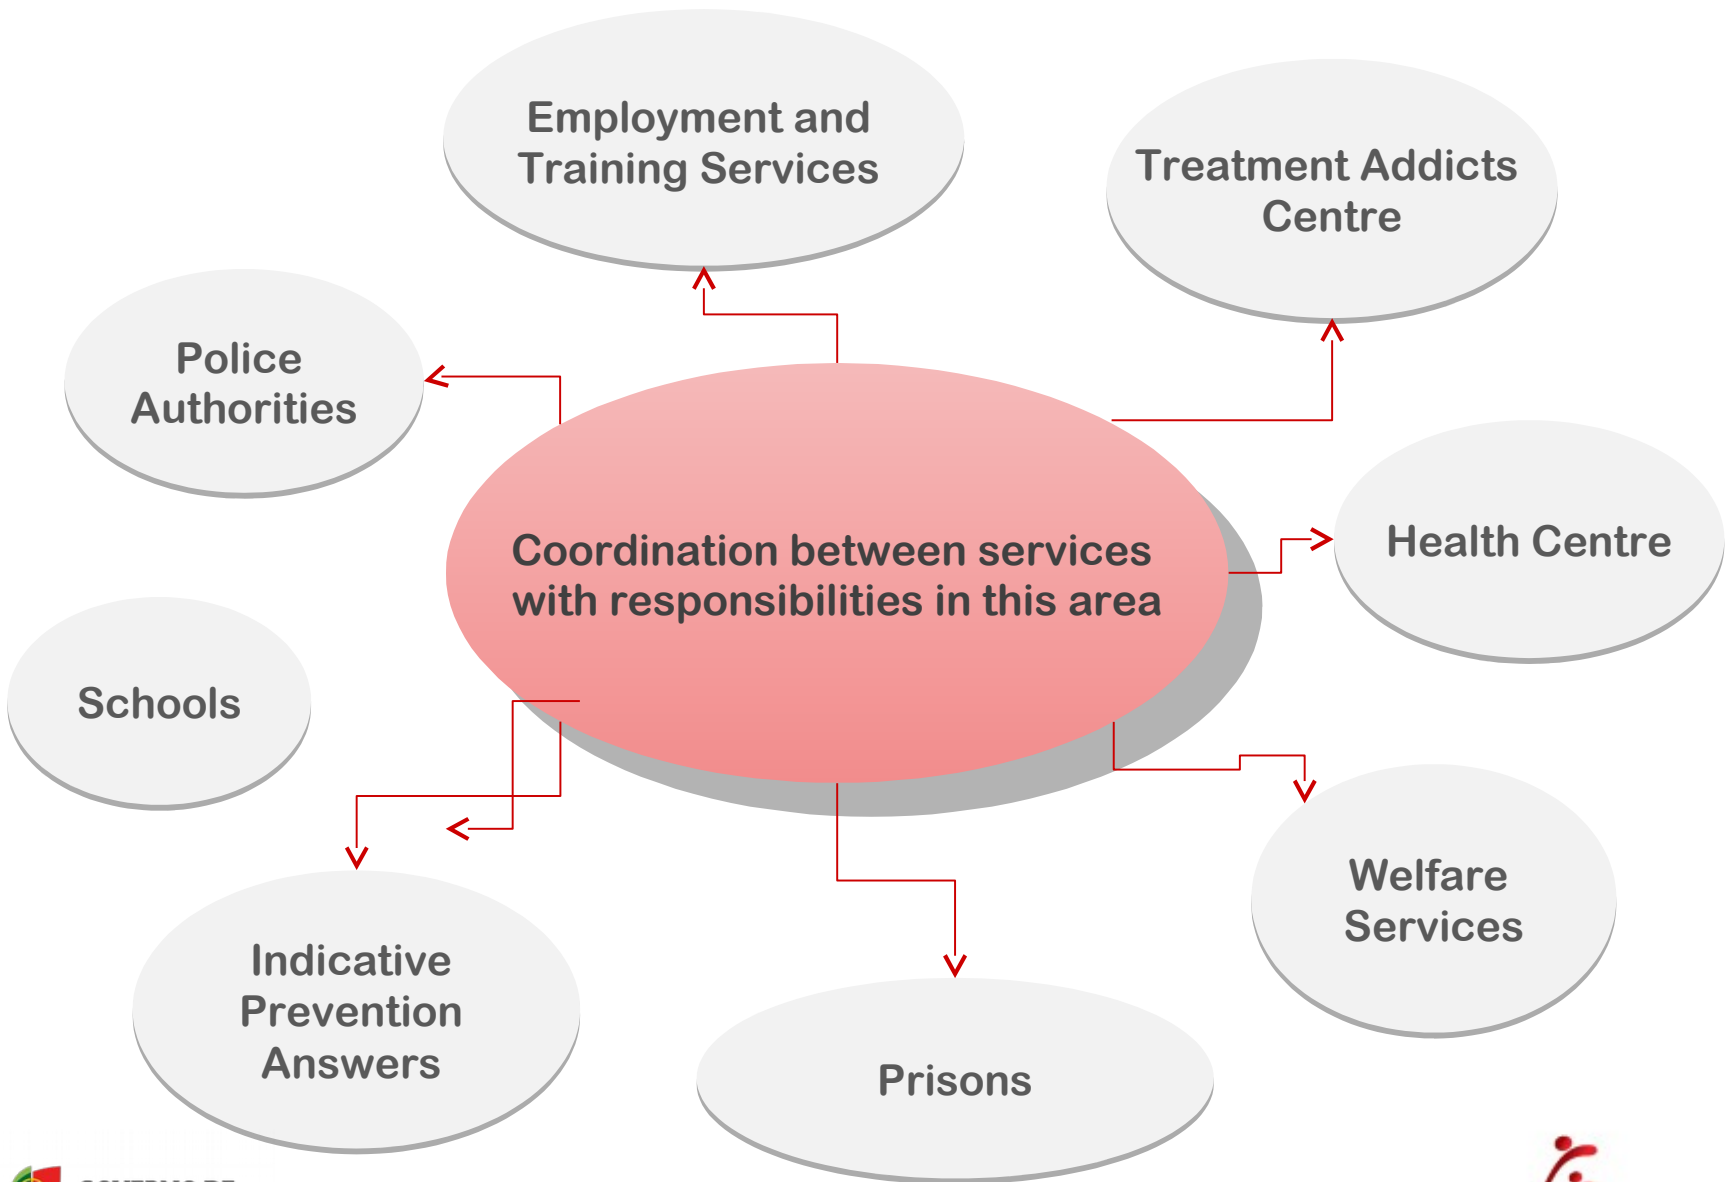 Employment and
Training Services
Treatment Addicts
Centre
Police
Authorities
Health Centre
Coordination between services
with responsibilities in this area
Schools
Welfare
Services
Indicative
Prevention
Answers
Prisons